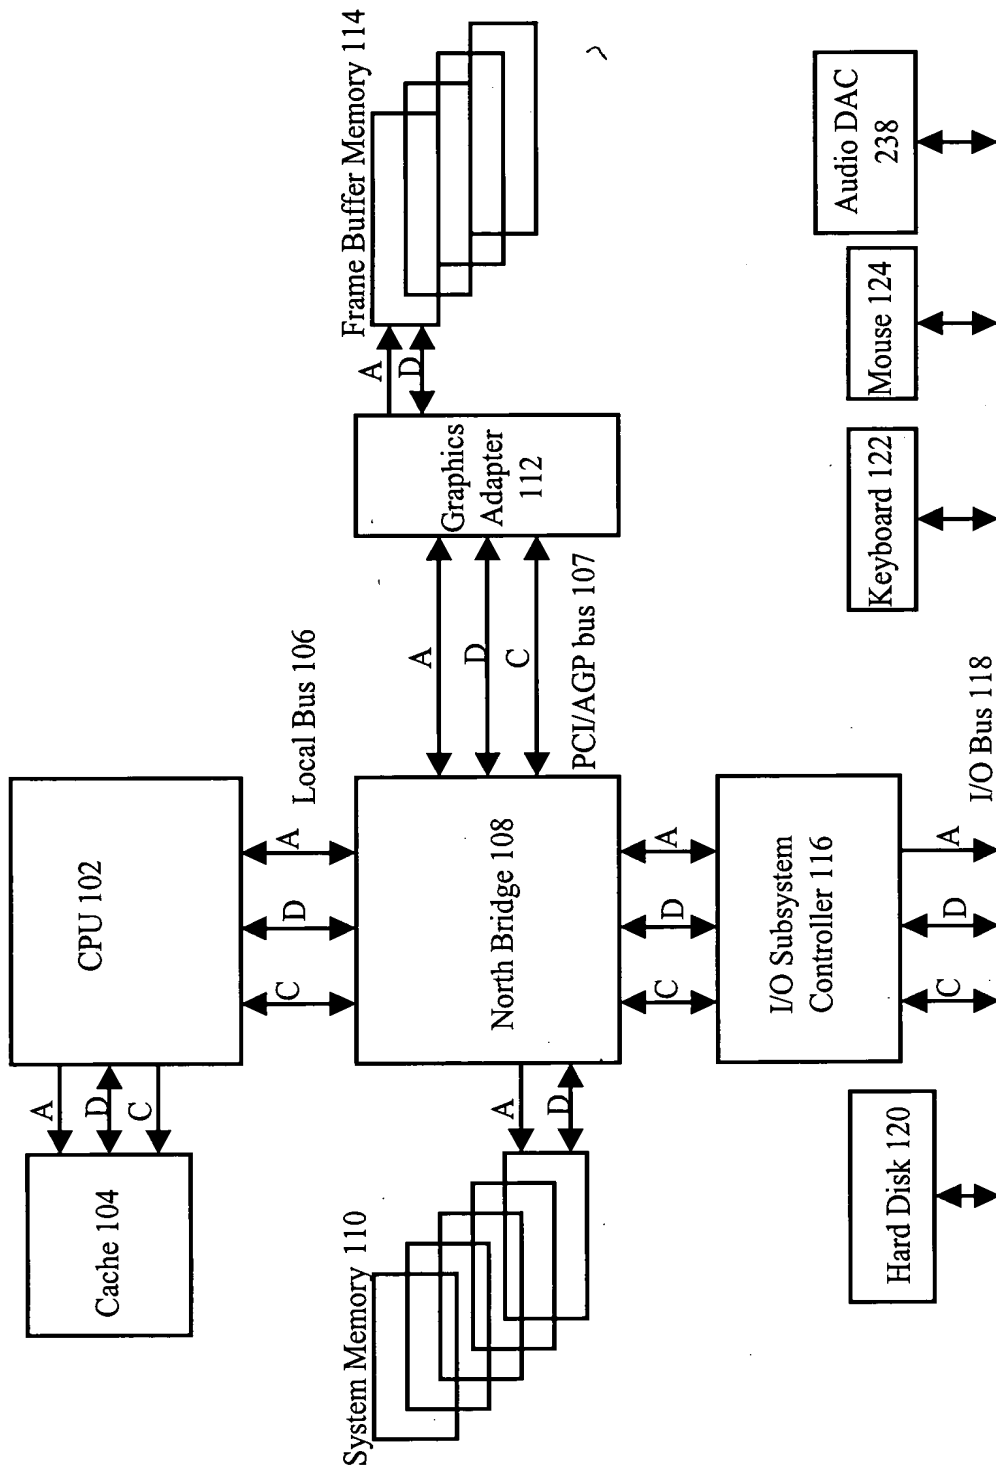 Cache 104
A
D
C
CPU 102
C
D
A
Local Bus 106
System Memory 110
A
D
North Bridge 108
A
D
C
PCI/AGP bus 107
Graphics
Adapter
112
A
D
Frame Buffer Memory 114
C
D
A
I/O Subsystem
Controller 116
C
D
A
I/O Bus 118
Hard Disk 120
Keyboard 122
Mouse 124
Audio DAC
238